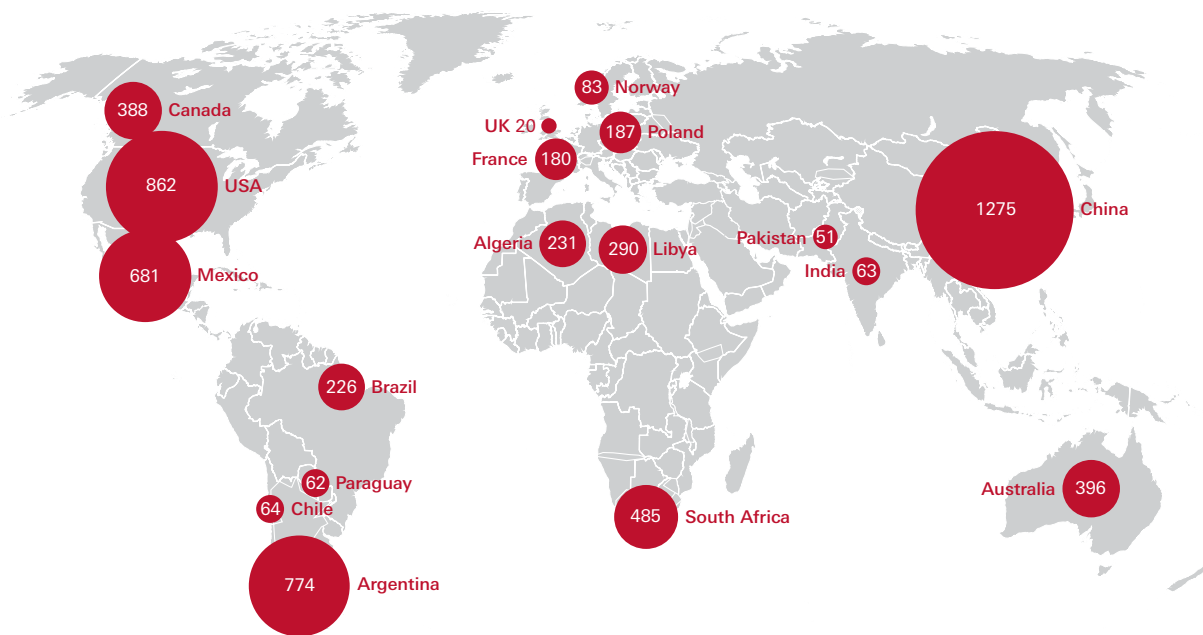 83 Norway
388 Canada
UK 20
187 Poland
France 180
862 USA
1275 China
Pakistan 51
Algeria 231
290 Libya
India 63
681 Mexico
226 Brazil
62 Paraguay
Australia 396
64 Chile
485 South Africa
774 Argentina